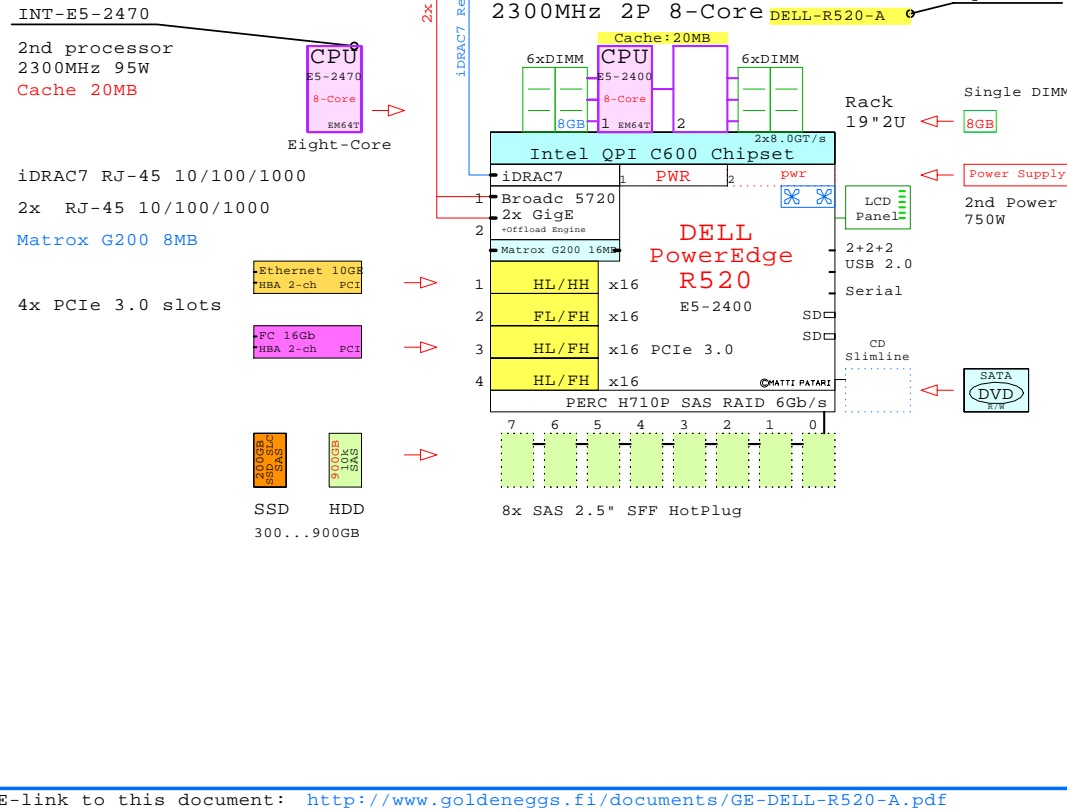 INT-E5-2470
2nd processor
2300MHz 95W
Cache 20MB
CPU
E5-2470
8-Core
EM64T
Eight-Core
iDRAC7 RJ-45 10/100/1000
2x RJ-45 10/100/1000
Matrox G200 8MB
Ethernet 10GE
HBA 2-ch PCI
4x PCIe 3.0 slots
FC 16Gb
HBA 2-ch PCI
200GB
SSD SLC
SAS
900GB
10k
SAS
SSD HDD
300...900GB
2x
iDRAC7
2300MHz 2P 8-Core DELL-R520-A
Cache:20MB
6xDIMM CPU 6xDIMM
E5-2400
8-Core
8GB 1 EM64T 2
2x8.0GT/s
Intel QPI C600 Chipset
iDRAC7 1 PWR 2 pwr
1 Broadc 5720
2x GigE
2 +Offload Engine
Matrox G200 16MB
DELL
PowerEdge
R520
E5-2400
1 HL/HH x16
2 FL/FH x16
3 HL/FH x16 PCIe 3.0
4 HL/FH x16
©MATTI PATARI
PERC H710P SAS RAID 6Gb/s
7 6 5 4 3 2 1 0
8x SAS 2.5" SFF HotPlug
Rack
19"2U
Single DIMM
8GB
Power Supply
2nd Power
750W
LCD
Panel
2+2+2
USB 2.0
Serial
SD
SD
CD
Slimline
SATA
DVD
R/W
E-link to this document: http://www.goldeneggs.fi/documents/GE-DELL-R520-A.pdf